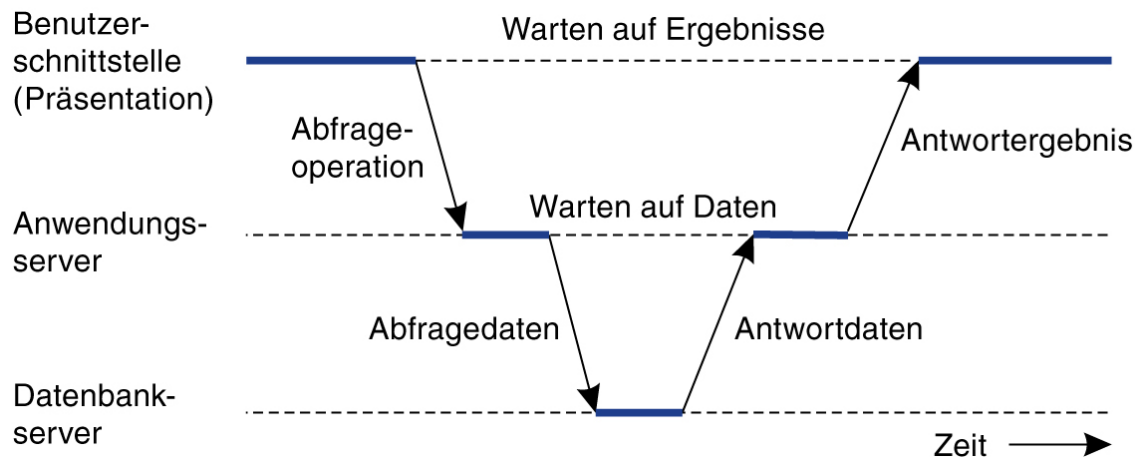 Benutzer-
schnittstelle
(Präsentation)
Warten auf Ergebnisse
Abfrage-
operation
Antwortergebnis
Anwendungs-
server
Warten auf Daten
Abfragedaten
Antwortdaten
Datenbank-
server
Zeit